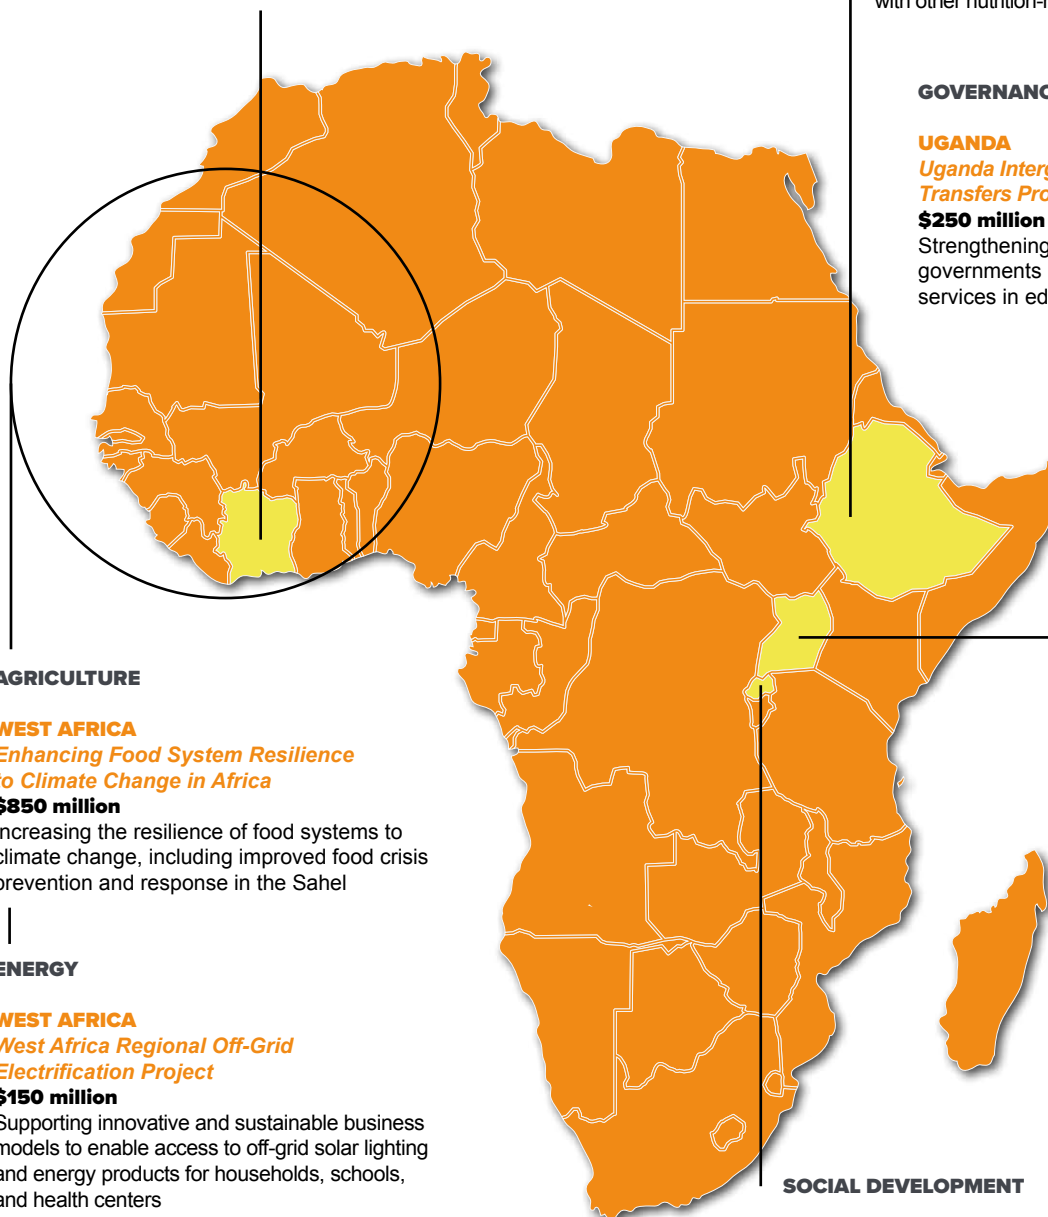 with other nutrition-
GOVERNANC
UGANDA
Uganda Interg
Transfers Pro
$250 million
Strengthening
governments
services in ed
AGRICULTURE
WEST AFRICA
Enhancing Food System Resilience
to Climate Change in Africa
$850 million
Increasing the resilience of food systems to
climate change, including improved food crisis
prevention and response in the Sahel
ENERGY
WEST AFRICA
West Africa Regional Off-Grid
Electrification Project
$150 million
Supporting innovative and sustainable business
models to enable access to off-grid solar lighting
and energy products for households, schools,
and health centers
SOCIAL DEVELOPMENT